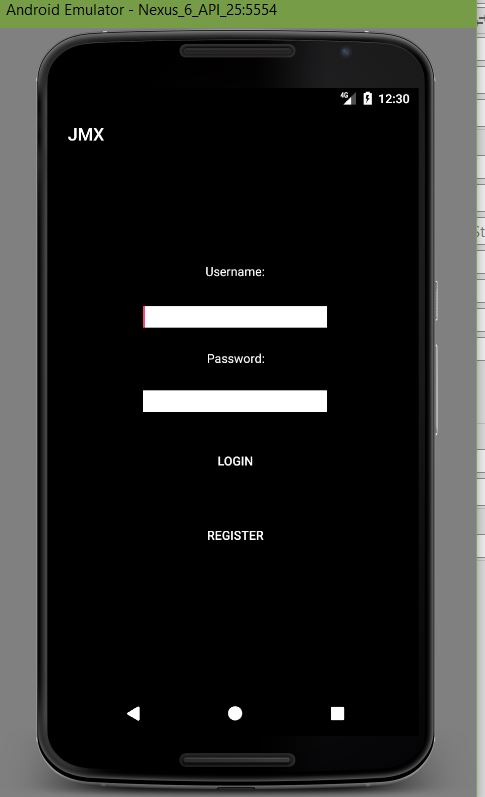 Android Emulator - Nexus_6_API_25:5554
4G 12:30
JMX
Username:
Password:
LOGIN
REGISTER